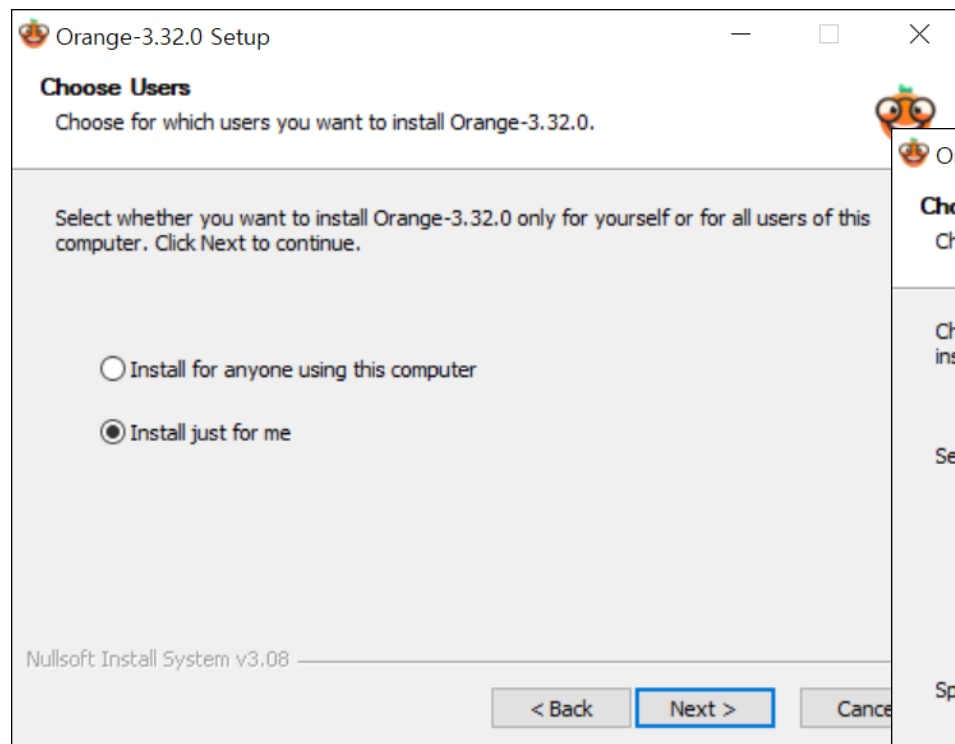 Orange-3.32.0 Setup
Choose Users
Choose for which users you want to install Orange-3.32.0.
Select whether you want to install Orange-3.32.0 only for yourself or for all users of this
computer. Click Next to continue.
Install for anyone using this computer
Install just for me
Nullsoft Install System v3.08
< Back
Next >